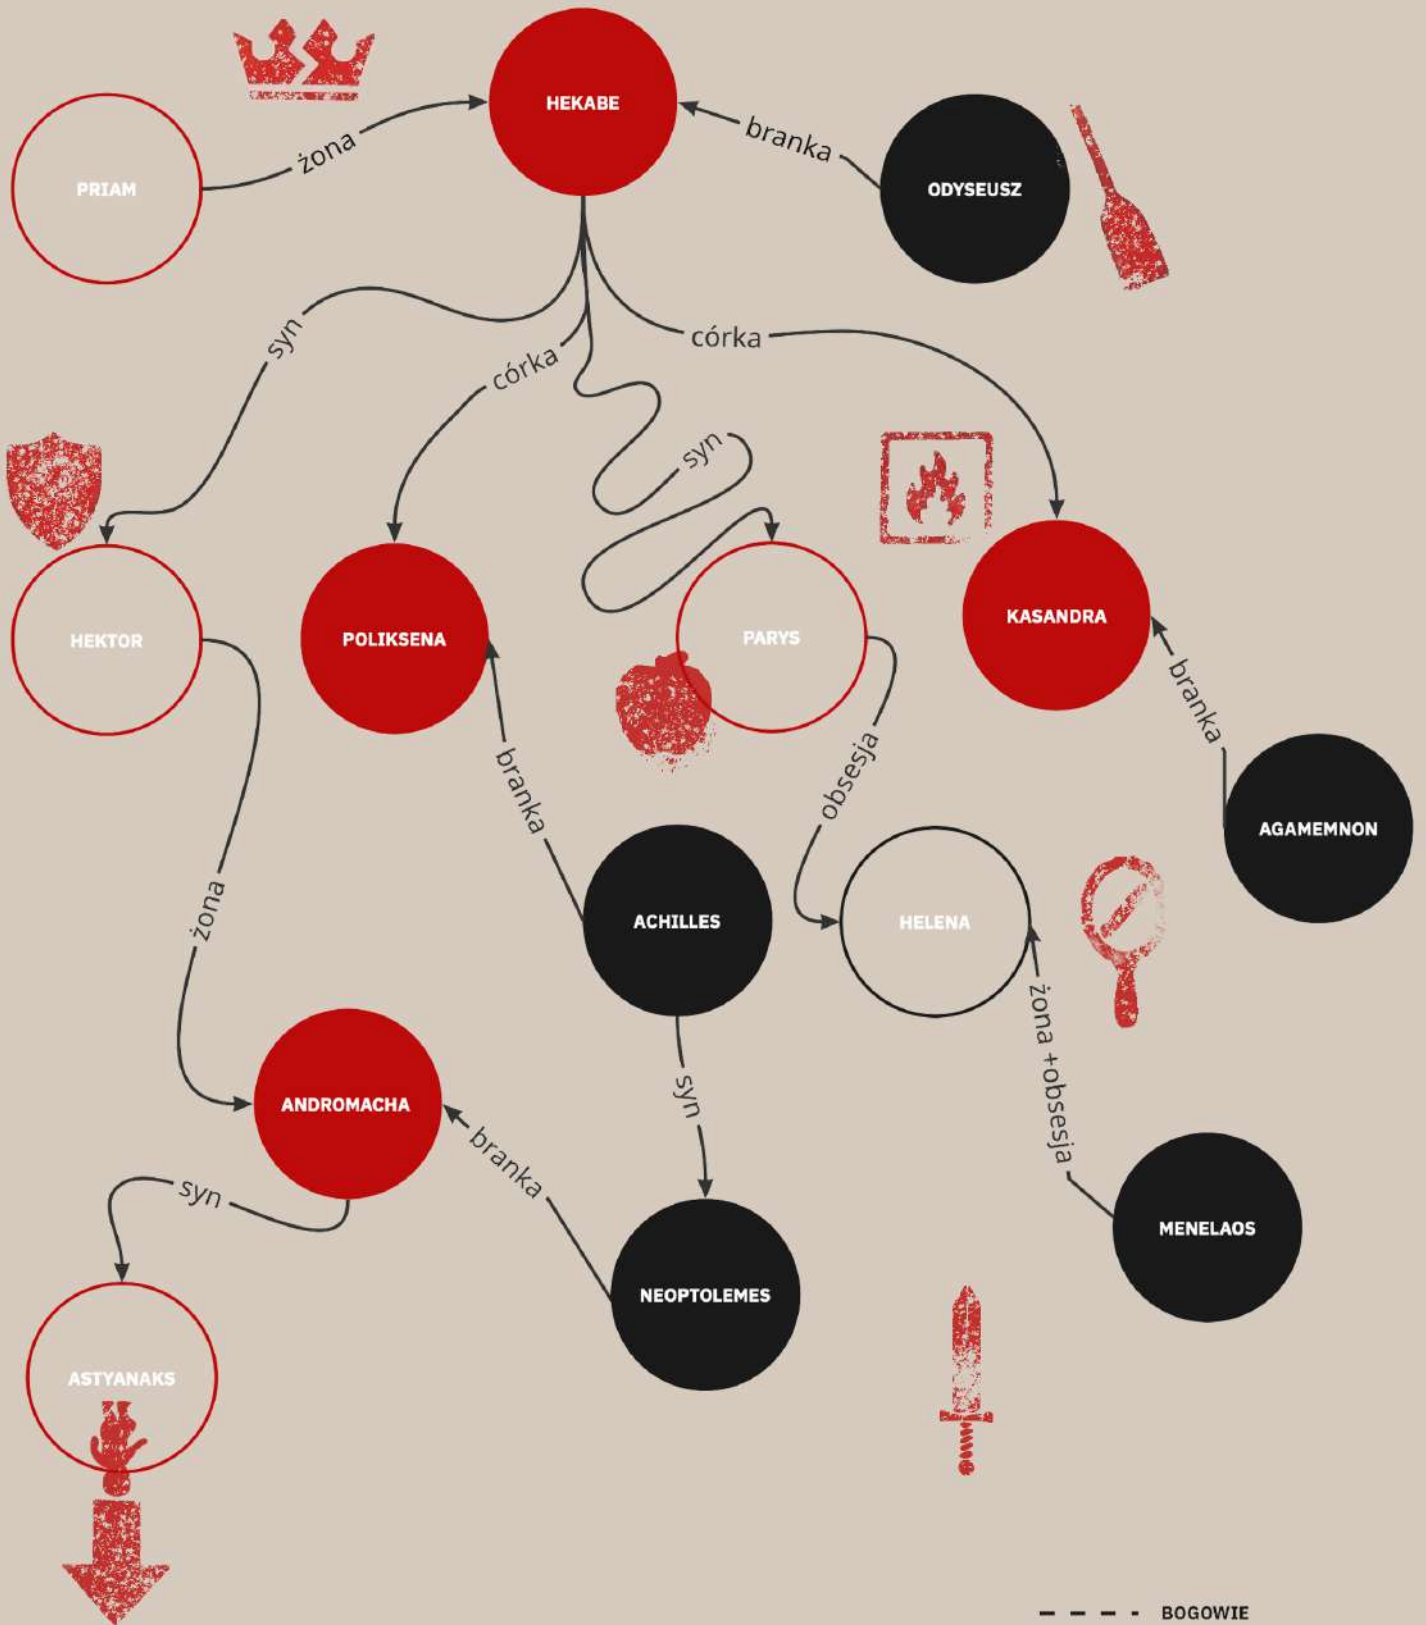 HEKABE
żona
branka
PRIAM
ODYSEUSZ
syn
córka
córka
syn
HEKTOR
POLIKSENA
PARYS
KASANDRA
branka
branka
obsesja
żona
ACHILLES
HELENA
AGAMEMNON
żona +obsesja
syn
ANDROMACHA
branka
syn
MENELAOS
NEOPTOLEMES
ASTYANAKS
BOGOWIE